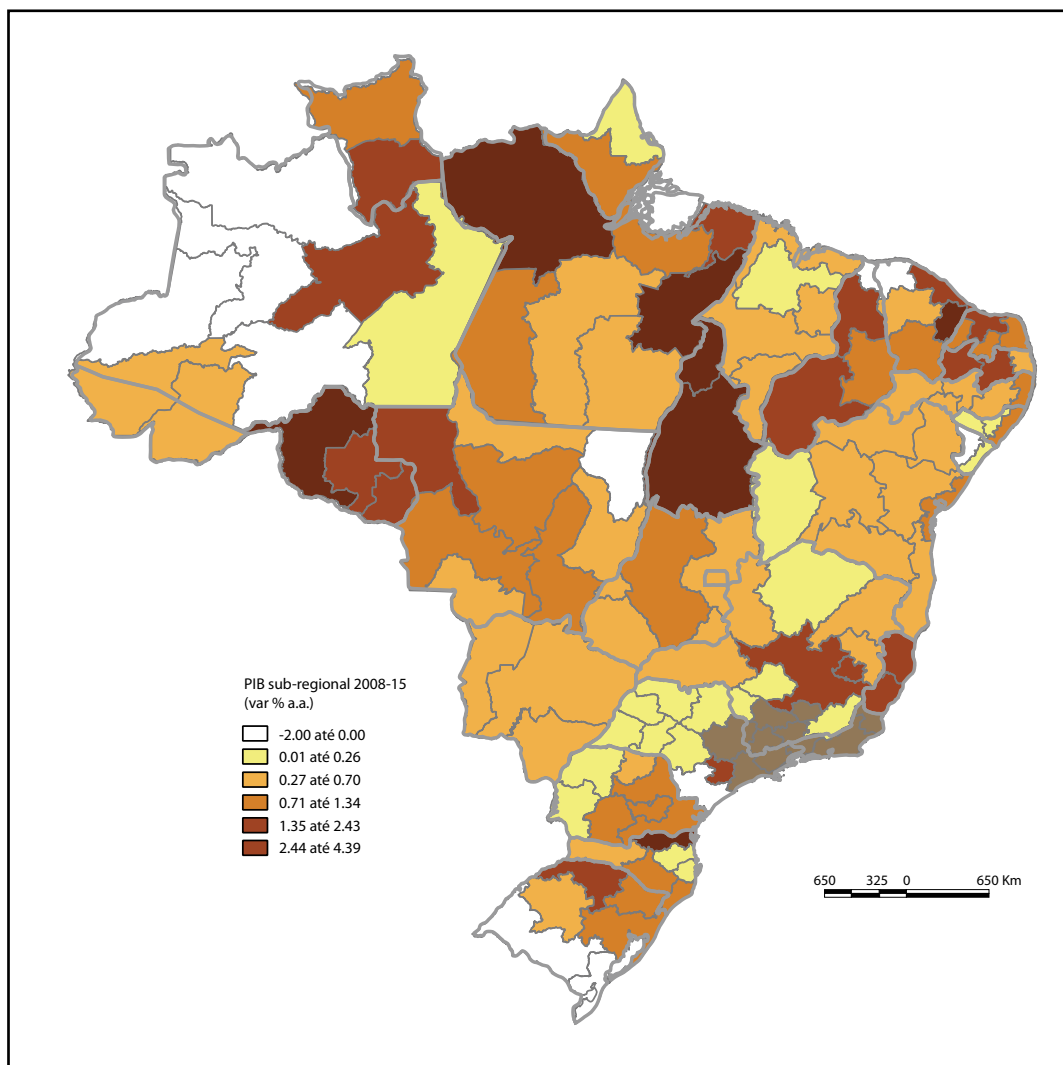 PIB sub-regional 2008-15
(var % a.a.)
-2.00 até 0.00
0.01 até 0.26
0.27 até 0.70
0.71 até 1.34
1.35 até 2.43
2.44 até 4.39
650 325 0 650 Km